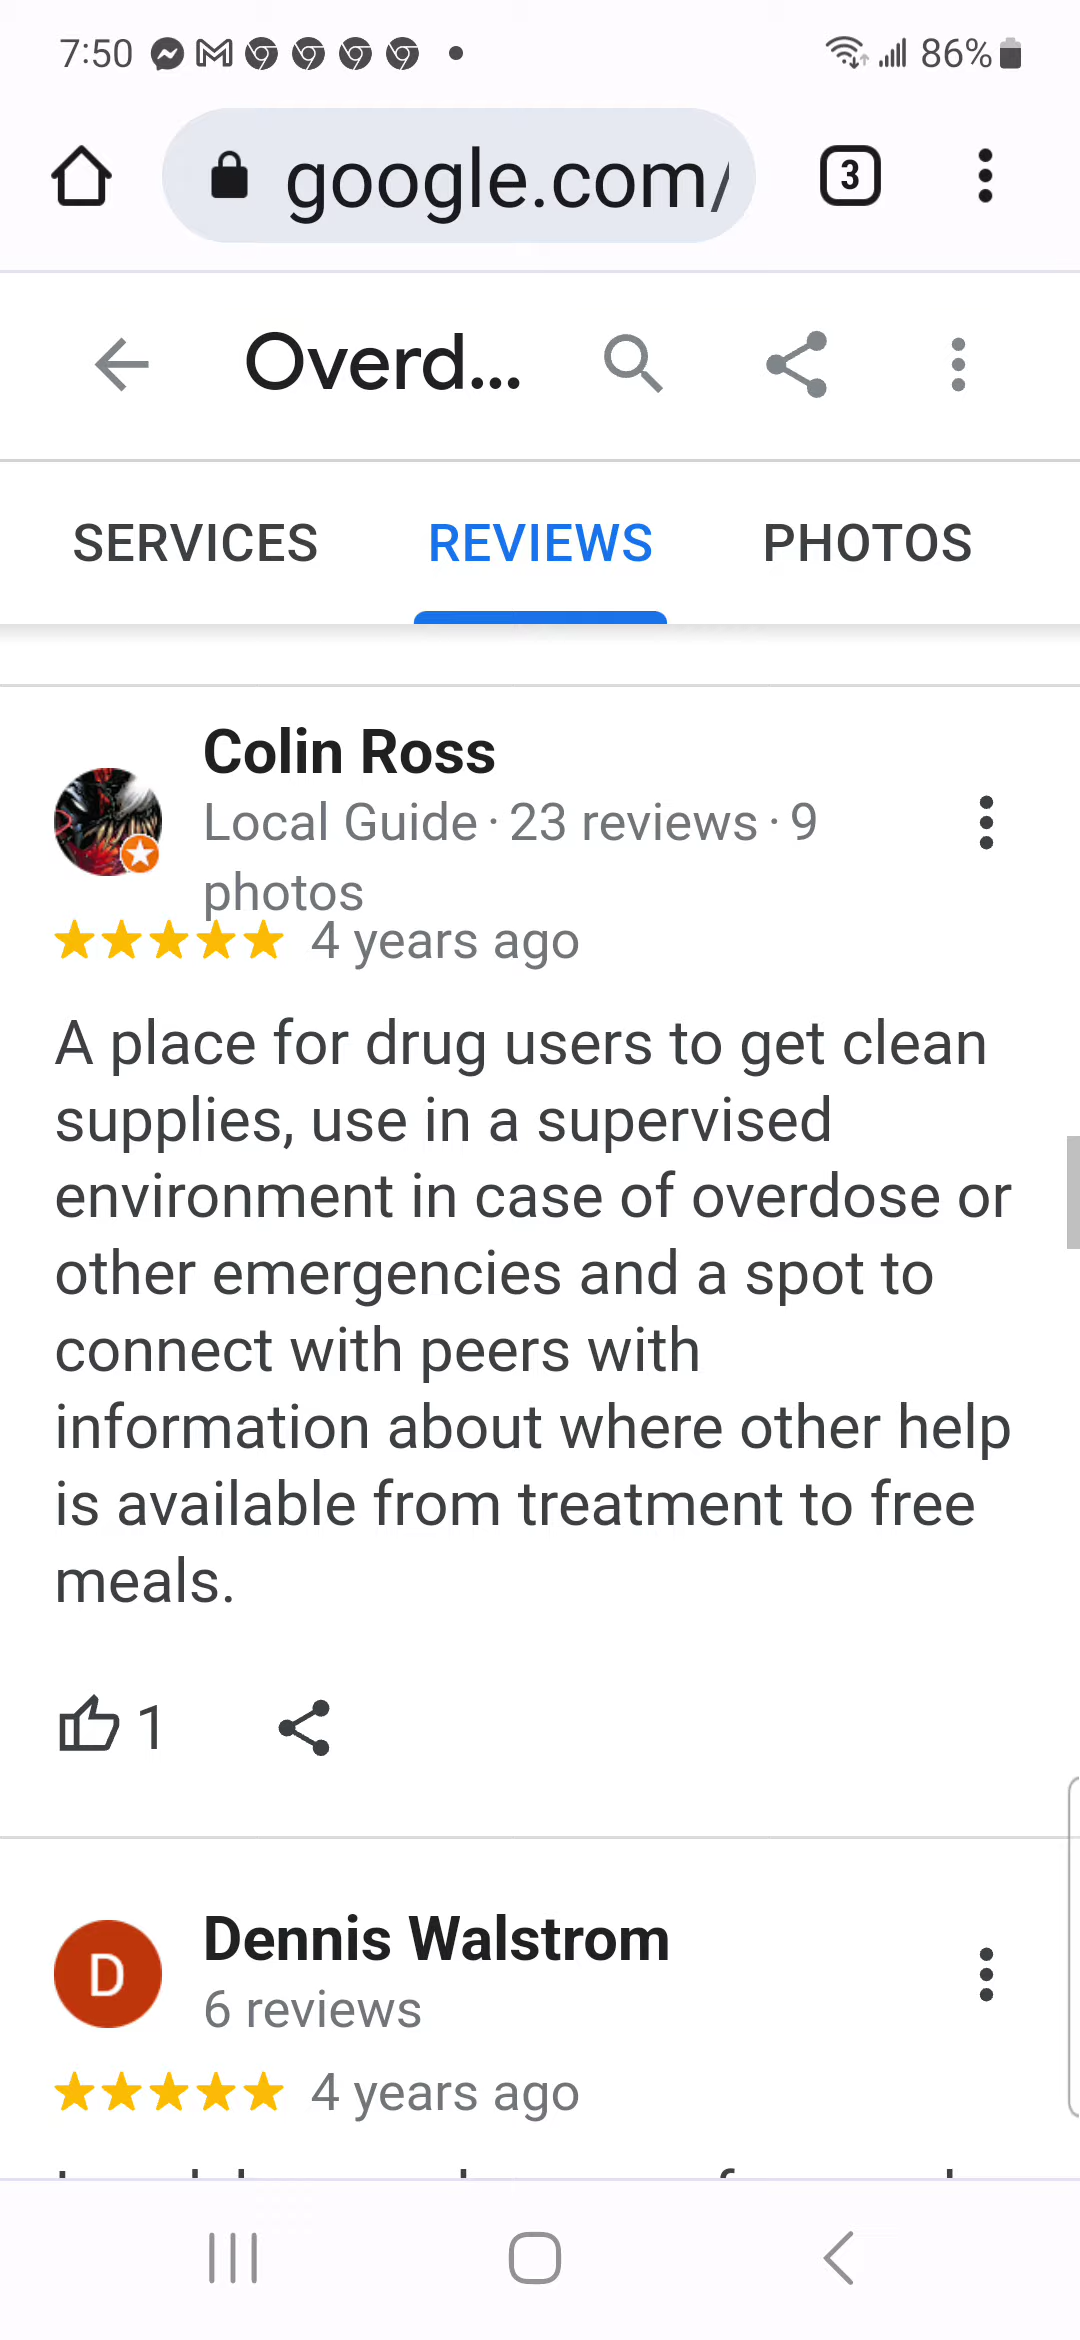 7:50 86%
google.com/ 3
Overd...
SERVICES REVIEWS PHOTOS
Colin Ross
Local Guide · 23 reviews · 9
photos
4 years ago
A place for drug users to get clean
supplies, use in a supervised
environment in case of overdose or
other emergencies and a spot to
connect with peers with
information about where other help
is available from treatment to free
meals.
1
D
Dennis Walstrom
6 reviews
4 years ago